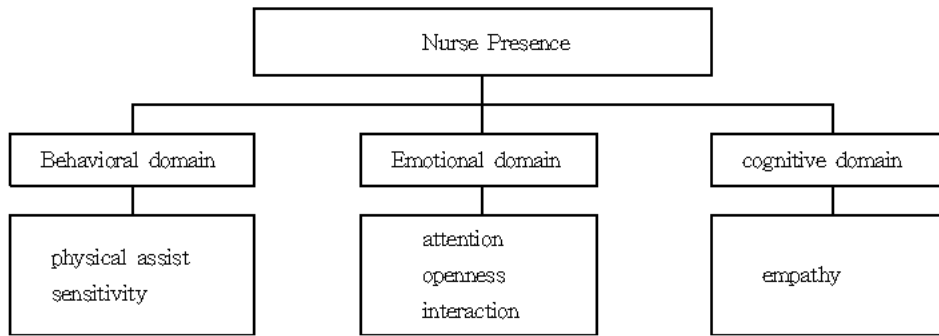 Nurse Presence
Behavioral domain
Emotional domain
cognitive domain
physical assist
sensitivity
attention
openness
interaction
empathy